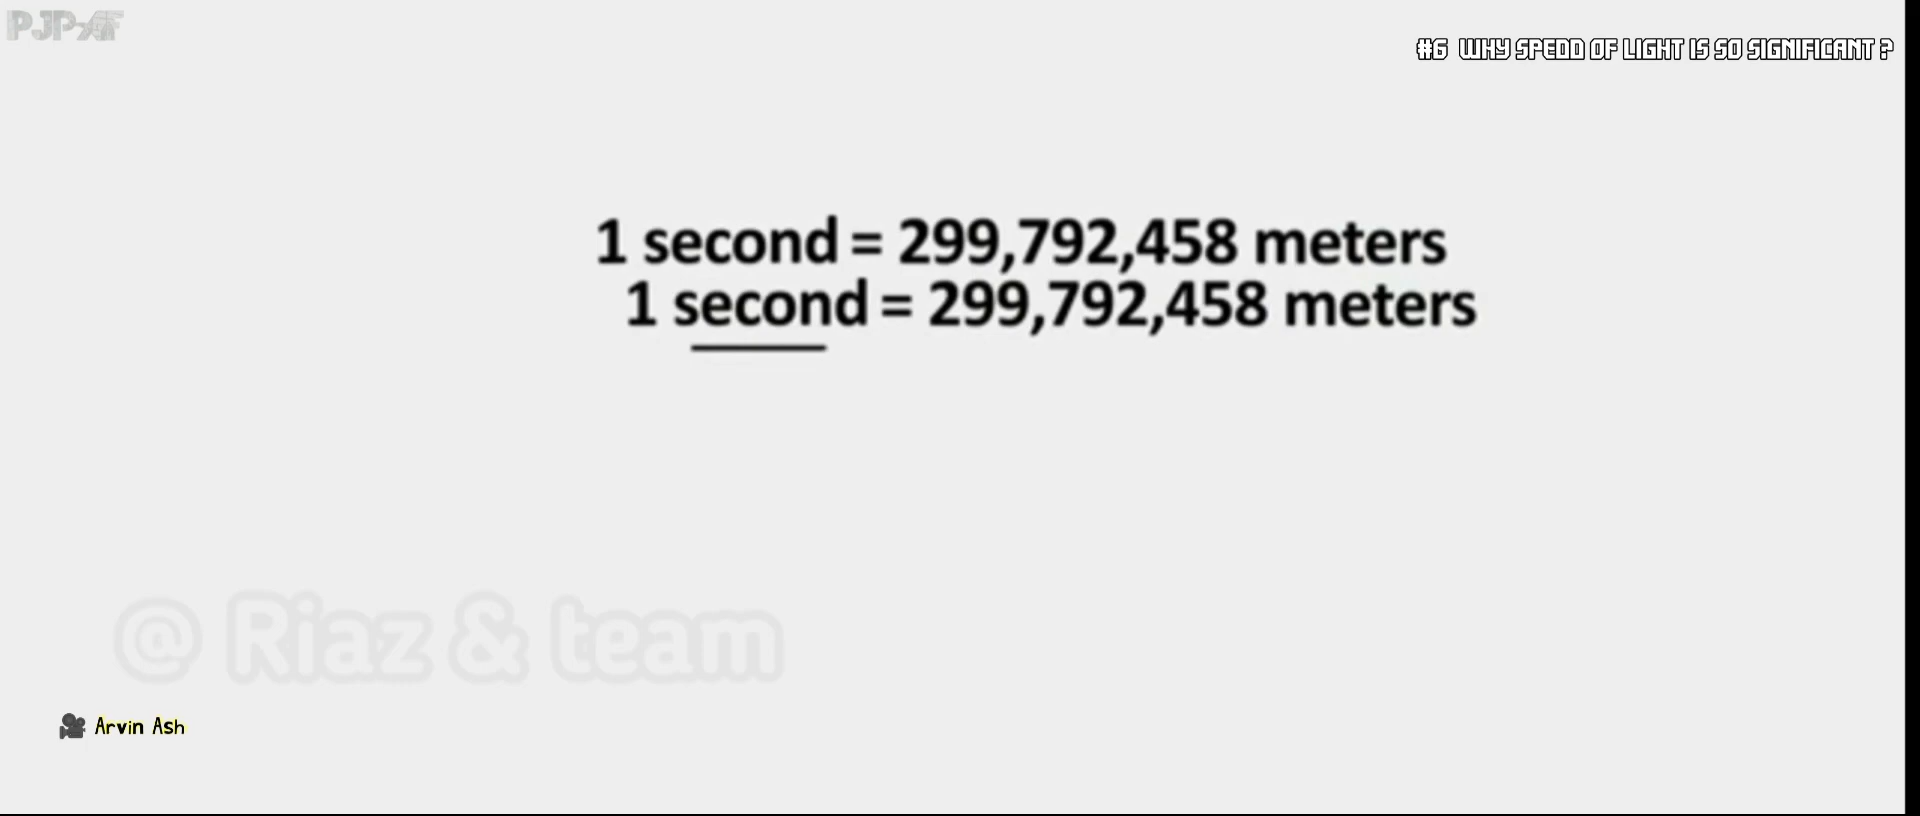 PJP
#6 WHY SPEDD OF LIGHT IS SO SIGNIFICANT ?
1 second = 299,792,458 meters
1 second = 299,792,458 meters
@ Riaz & team
Arvin Ash